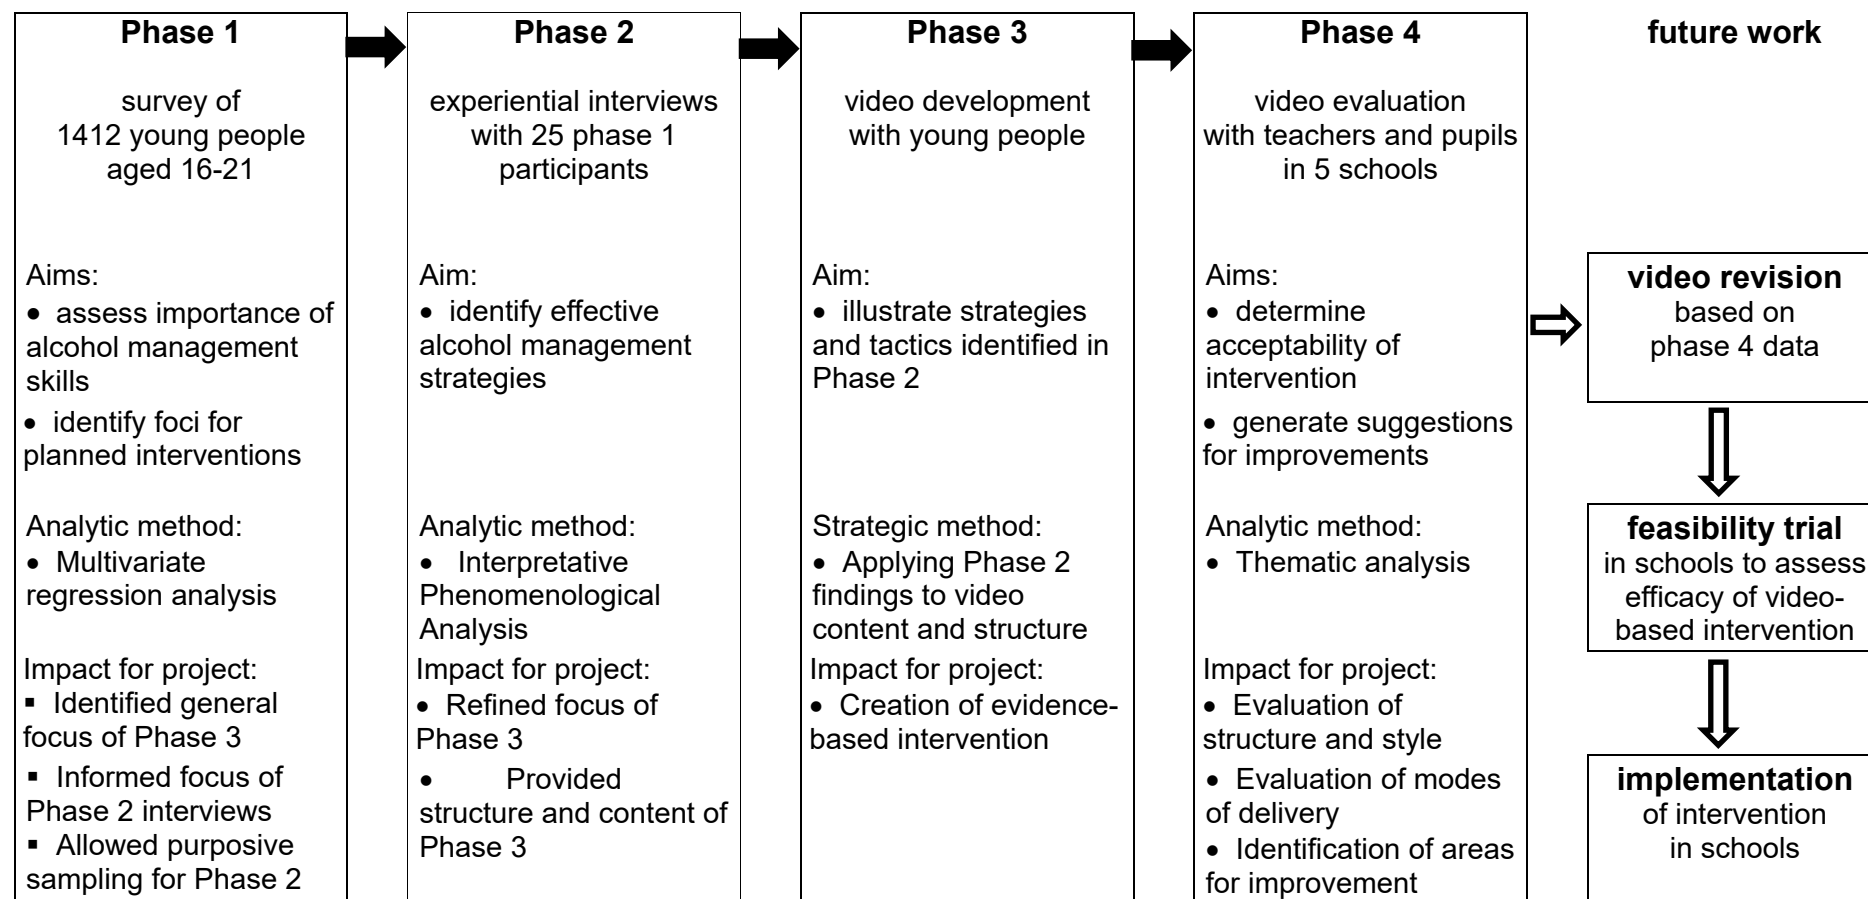 Phase 1
survey of
1412 young people
aged 16-21
Aims:
• assess importance of
alcohol management
skills
• identify foci for
planned interventions
Analytic method:
• Multivariate
regression analysis
Impact for project:
▪ Identified general
focus of Phase 3
▪ Informed focus of
Phase 2 interviews
▪ Allowed purposive
sampling for Phase 2
Phase 2
experiential interviews
with 25 phase 1
participants
Aim:
• identify effective
alcohol management
strategies
Analytic method:
• Interpretative
Phenomenological
Analysis
Impact for project:
• Refined focus of
Phase 3
• Provided
structure and content of
Phase 3
Phase 3
video development
with young people
Aim:
• illustrate strategies
and tactics identified in
Phase 2
Strategic method:
• Applying Phase 2
findings to video
content and structure
Impact for project:
• Creation of evidence-
based intervention
Phase 4
video evaluation
with teachers and pupils
in 5 schools
Aims:
• determine
acceptability of
intervention
• generate suggestions
for improvements
Analytic method:
• Thematic analysis
Impact for project:
• Evaluation of
structure and style
• Evaluation of modes
of delivery
• Identification of areas
for improvement
future work
video revision
based on
phase 4 data
feasibility trial
in schools to assess
efficacy of video-
based intervention
implementation
of intervention
in schools